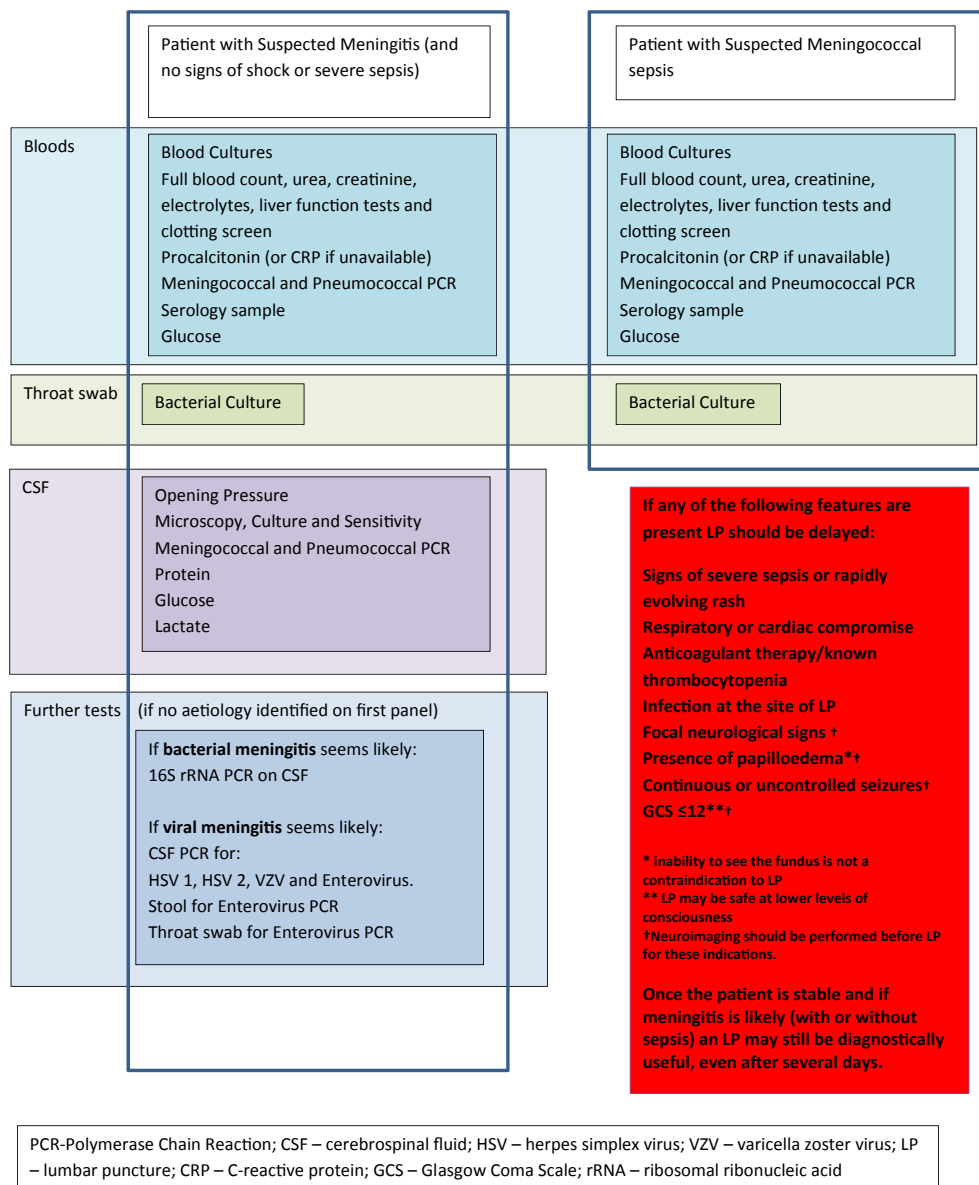 Patient with Suspected Meningitis (and
no signs of shock or severe sepsis)
Patient with Suspected Meningococcal
sepsis
Bloods
Blood Cultures
Full blood count, urea, creatinine,
electrolytes, liver function tests and
clotting screen
Procalcitonin (or CRP if unavailable)
Meningococcal and Pneumococcal PCR
Serology sample
Glucose
Blood Cultures
Full blood count, urea, creatinine,
electrolytes, liver function tests and
clotting screen
Procalcitonin (or CRP if unavailable)
Meningococcal and Pneumococcal PCR
Serology sample
Glucose
Throat swab
Bacterial Culture
Bacterial Culture
CSF
Opening Pressure
Microscopy, Culture and Sensitivity
Meningococcal and Pneumococcal PCR
Protein
Glucose
Lactate
Further tests (if no aetiology identified on first panel)
If bacterial meningitis seems likely:
16S rRNA PCR on CSF
If viral meningitis seems likely:
CSF PCR for:
HSV 1, HSV 2, VZV and Enterovirus.
Stool for Enterovirus PCR
Throat swab for Enterovirus PCR
If any of the following features are
present LP should be delayed:
Signs of severe sepsis or rapidly
evolving rash
Respiratory or cardiac compromise
Anticoagulant therapy/known
thrombocytopenia
Infection at the site of LP
Focal neurological signs †
Presence of papilloedema*†
Continuous or uncontrolled seizures†
GCS ≤12**†
* inability to see the fundus is not a
contraindication to LP
** LP may be safe at lower levels of
consciousness
†Neuroimaging should be performed before LP
for these indications.
Once the patient is stable and if
meningitis is likely (with or without
sepsis) an LP may still be diagnostically
useful, even after several days.
PCR-Polymerase Chain Reaction; CSF – cerebrospinal fluid; HSV – herpes simplex virus; VZV – varicella zoster virus; LP
– lumbar puncture; CRP – C-reactive protein; GCS – Glasgow Coma Scale; rRNA – ribosomal ribonucleic acid